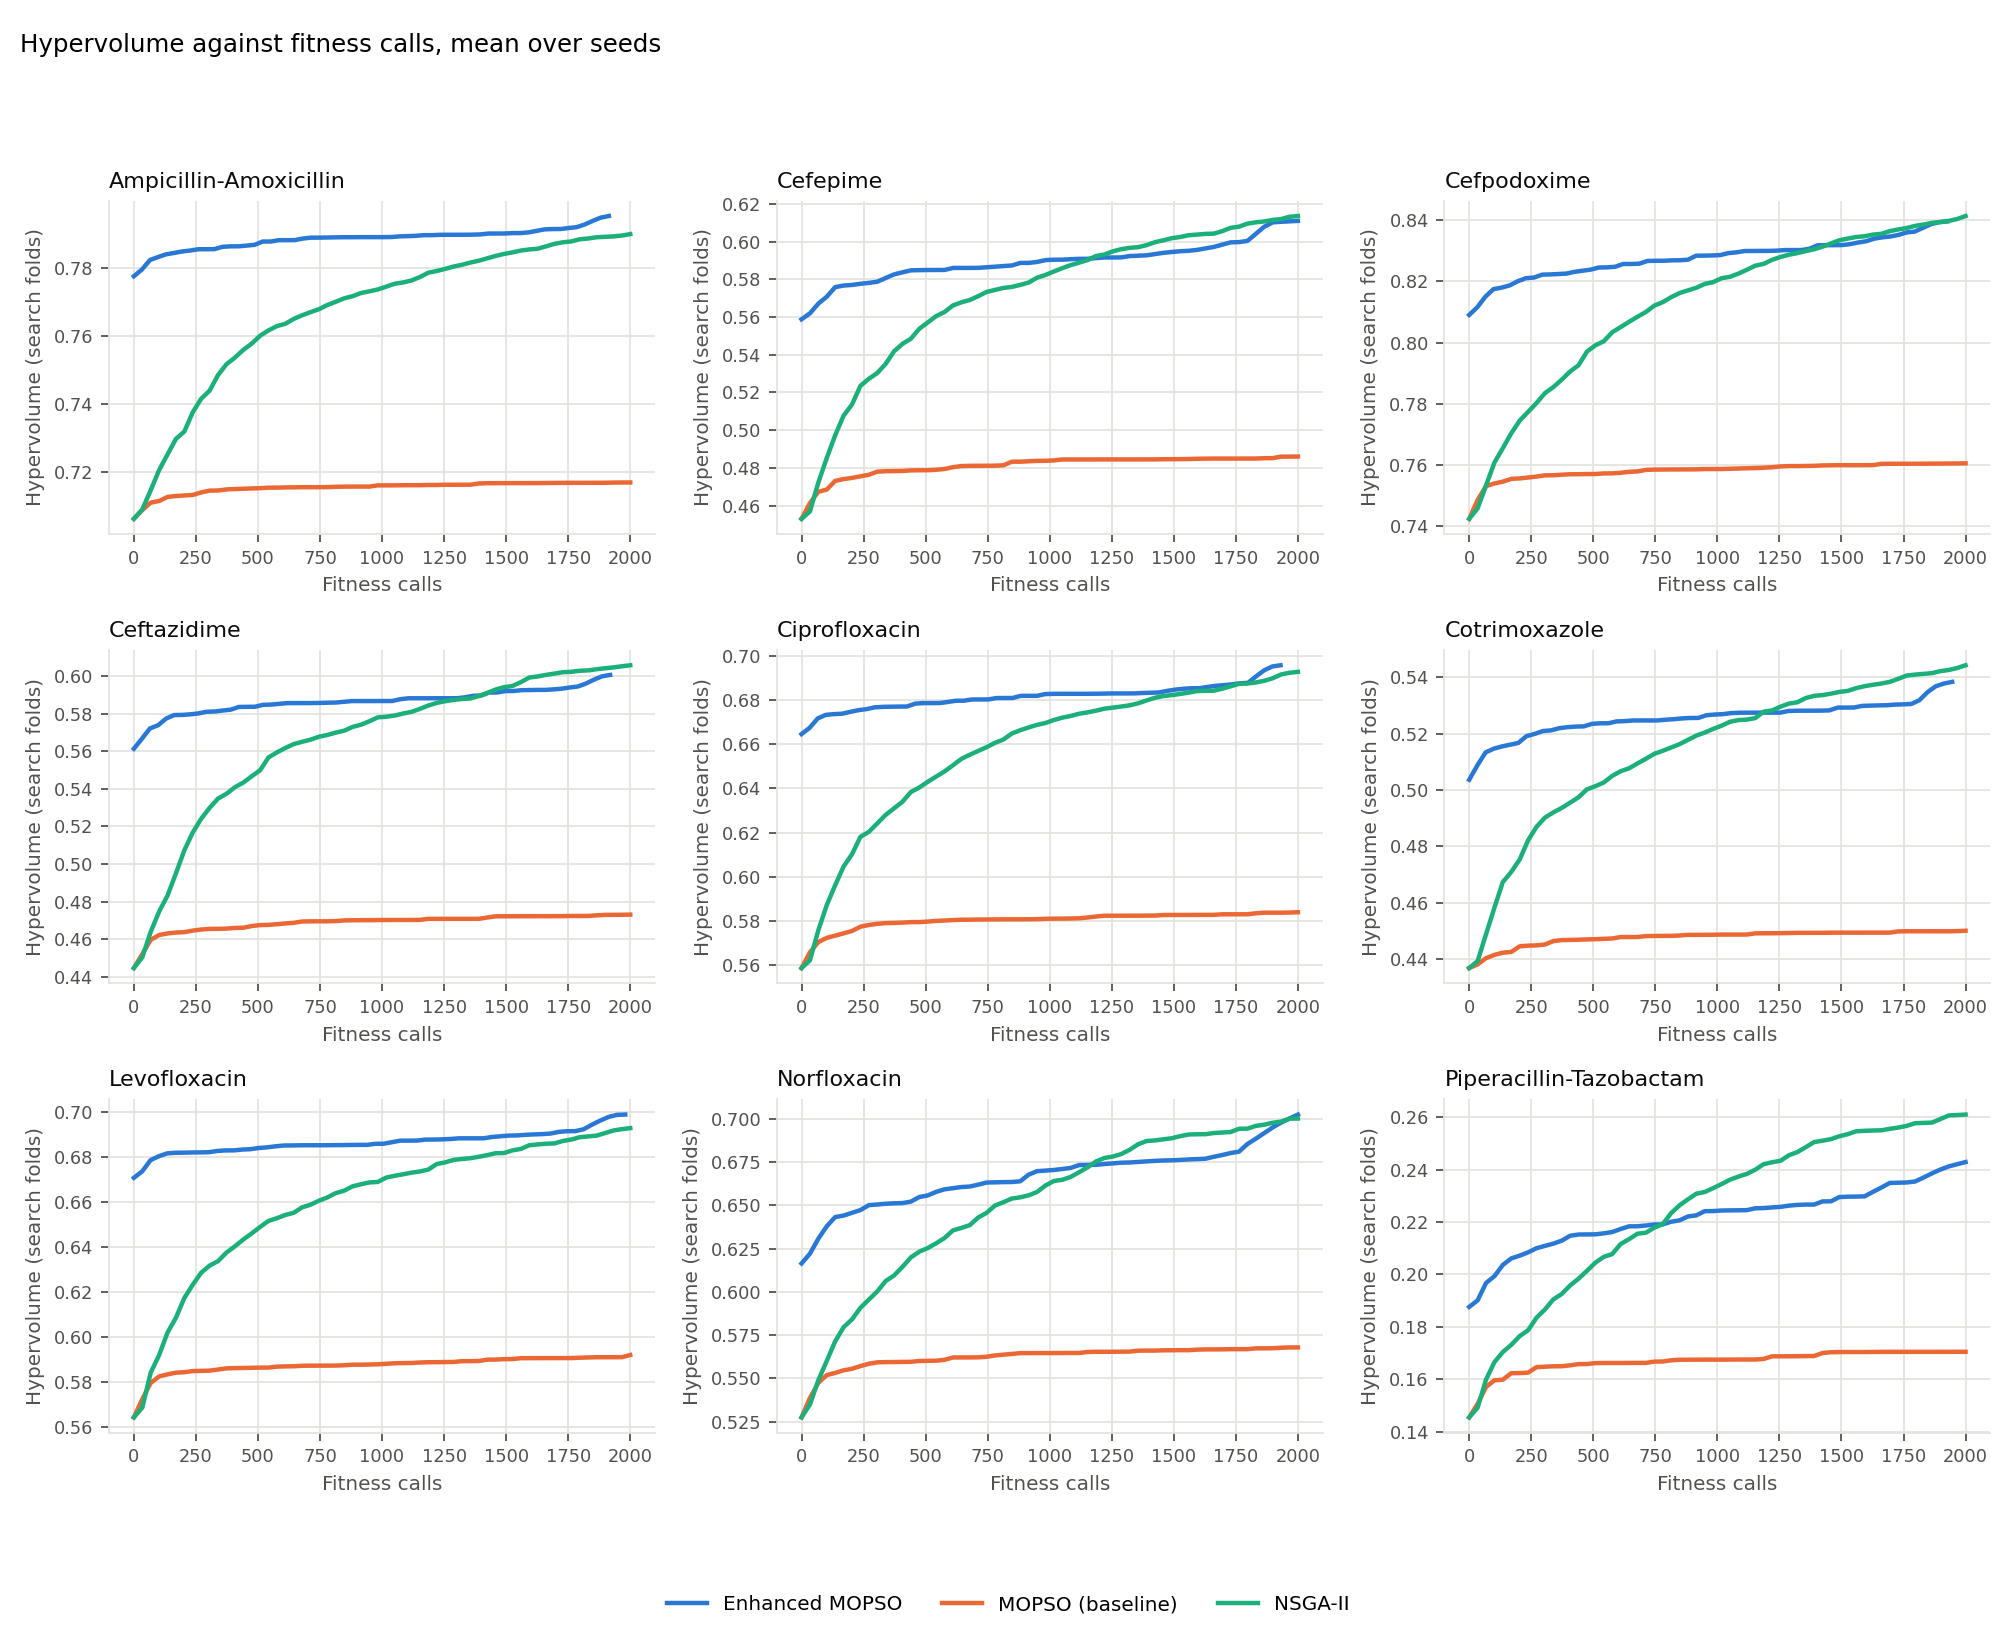 Hypervolume against fitness calls, mean over seeds
Ampicillin-Amoxicillin
Hypervolume (search folds)
0.78
0.76
0.74
0.72
0 250 500 750 1000 1250 1500 1750 2000
Fitness calls
Cefepime
Hypervolume (search folds)
0.62
0.60
0.58
0.56
0.54
0.52
0.50
0.48
0.46
0 250 500 750 1000 1250 1500 1750 2000
Fitness calls
Cefpodoxime
Hypervolume (search folds)
0.84
0.82
0.80
0.78
0.76
0.74
0 250 500 750 1000 1250 1500 1750 2000
Fitness calls
Ceftazidime
Hypervolume (search folds)
0.60
0.58
0.56
0.54
0.52
0.50
0.48
0.46
0.44
0 250 500 750 1000 1250 1500 1750 2000
Fitness calls
Ciprofloxacin
Hypervolume (search folds)
0.70
0.68
0.66
0.64
0.62
0.60
0.58
0.56
0 250 500 750 1000 1250 1500 1750 2000
Fitness calls
Cotrimoxazole
Hypervolume (search folds)
0.54
0.52
0.50
0.48
0.46
0.44
0 250 500 750 1000 1250 1500 1750 2000
Fitness calls
Levofloxacin
Hypervolume (search folds)
0.70
0.68
0.66
0.64
0.62
0.60
0.58
0.56
0 250 500 750 1000 1250 1500 1750 2000
Fitness calls
Norfloxacin
Hypervolume (search folds)
0.700
0.675
0.650
0.625
0.600
0.575
0.550
0.525
0 250 500 750 1000 1250 1500 1750 2000
Fitness calls
Piperacillin-Tazobactam
Hypervolume (search folds)
0.26
0.24
0.22
0.20
0.18
0.16
0.14
0 250 500 750 1000 1250 1500 1750 2000
Fitness calls
Enhanced MOPSO MOPSO (baseline) NSGA-II